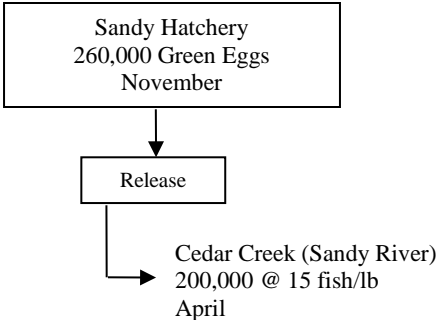 Sandy Hatchery
260,000 Green Eggs
November
Release
Cedar Creek (Sandy River)
200,000 @ 15 fish/lb
April